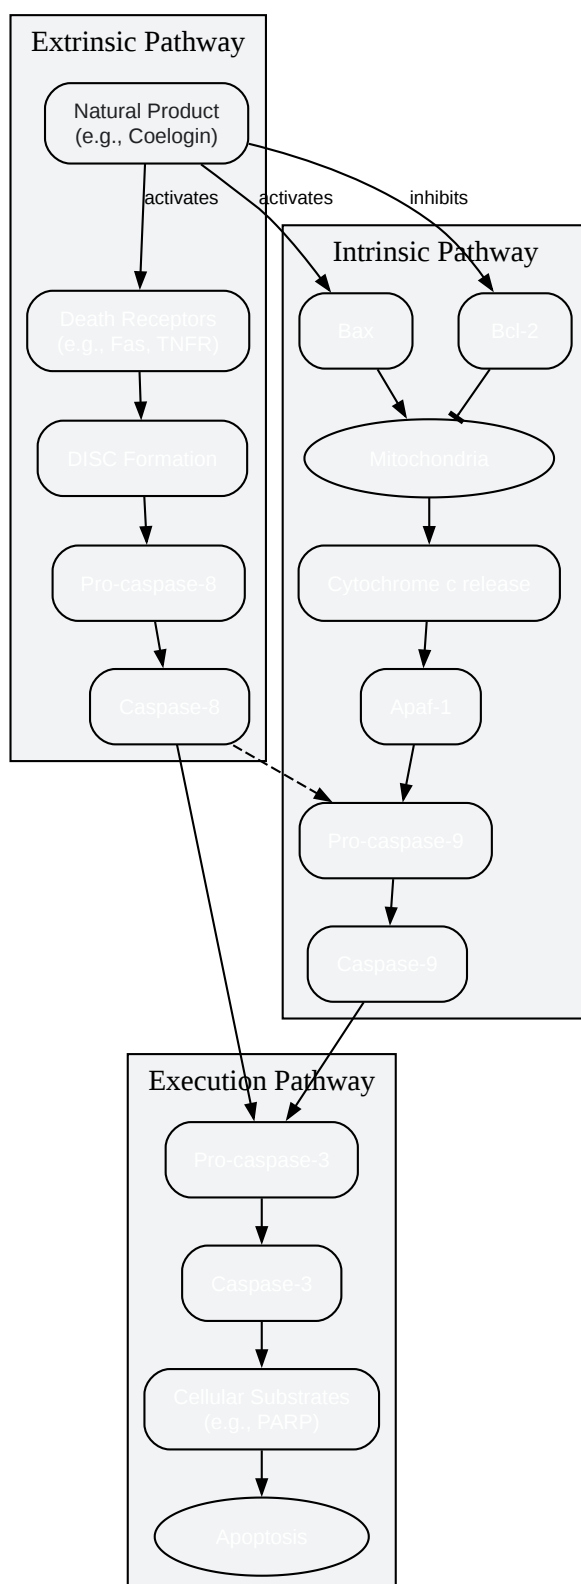 Extrinsic Pathway
Natural Product
(e.g., Coelogin)
activates
activates
inhibits
Intrinsic Pathway
Death Receptors
(e.g., Fas, TNFR)
Bax
Bcl-2
DISC Formation
Mitochondria
Pro-caspase-8
Cytochrome c release
Caspase-8
Apaf-1
Pro-caspase-9
Caspase-9
Execution Pathway
Pro-caspase-3
Caspase-3
Cellular Substrates
(e.g., PARP)
Apoptosis